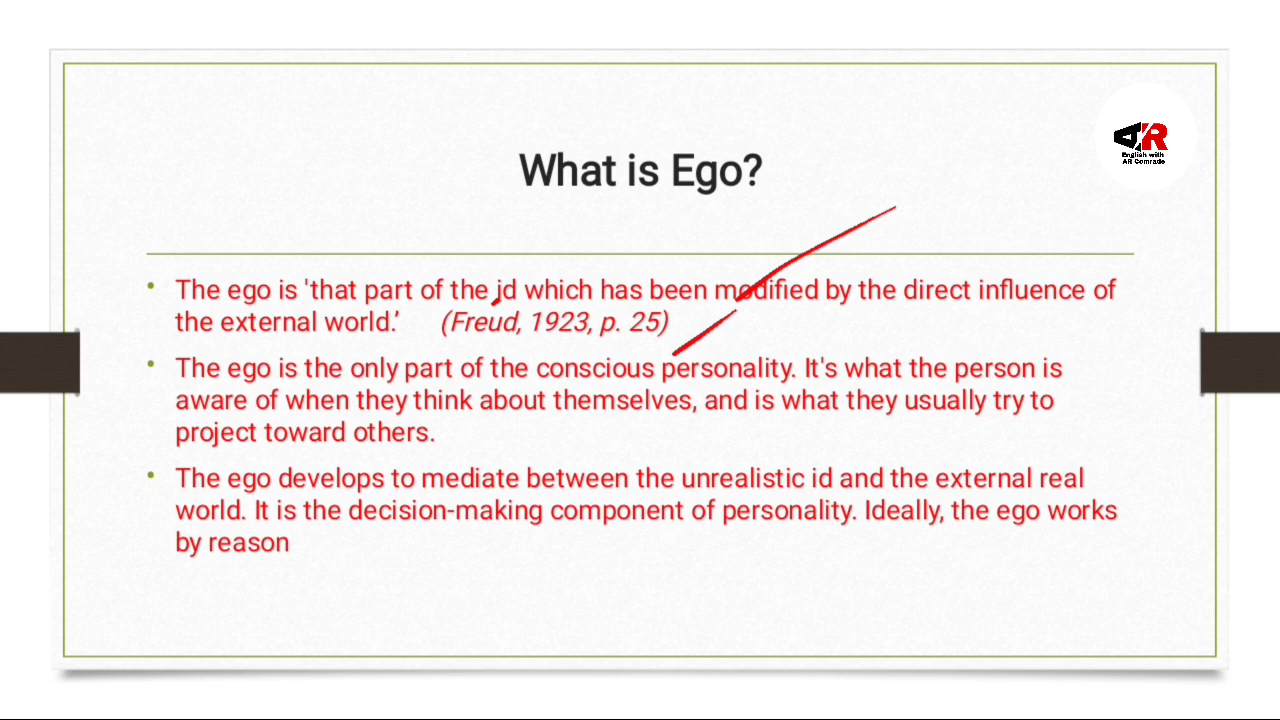 AR
English with
AR Comrade
What is Ego?
• The ego is 'that part of the id which has been modified by the direct influence of
the external world.’ (Freud, 1923, p. 25)
• The ego is the only part of the conscious personality. It's what the person is
aware of when they think about themselves, and is what they usually try to
project toward others.
• The ego develops to mediate between the unrealistic id and the external real
world. It is the decision-making component of personality. Ideally, the ego works
by reason